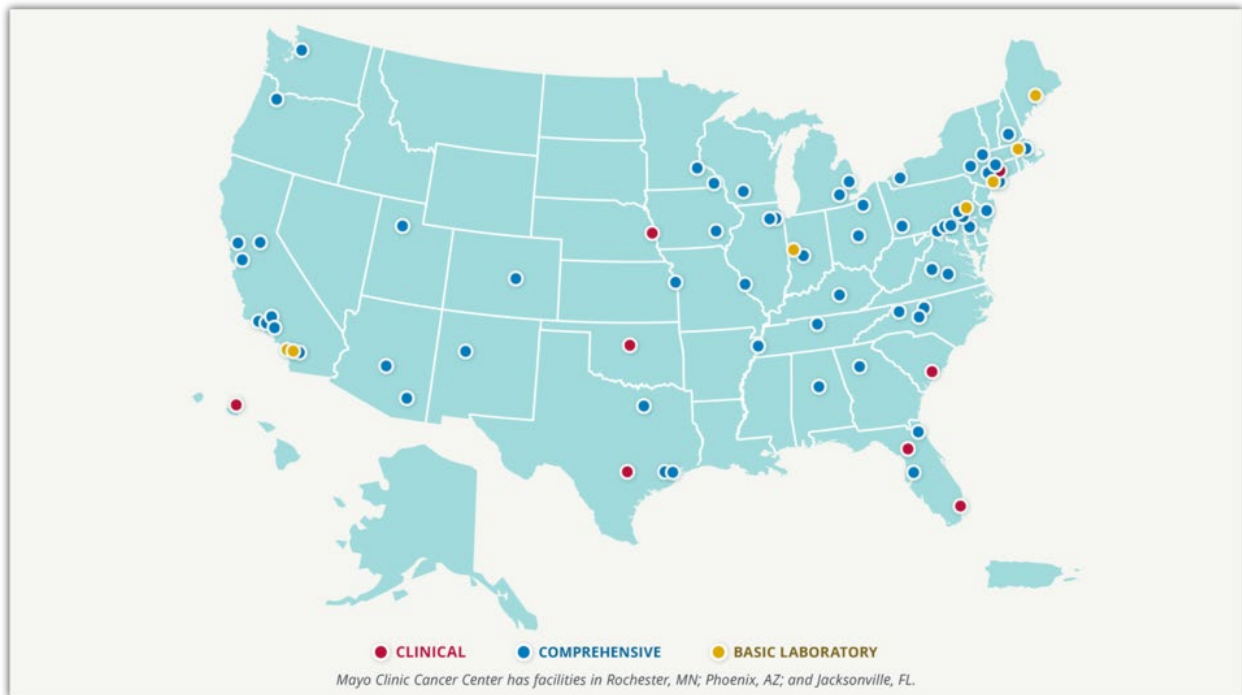 CLINICAL COMPREHENSIVE BASIC LABORATORY
Mayo Clinic Cancer Center has facilities in Rochester, MN; Phoenix, AZ; and Jacksonville, FL.